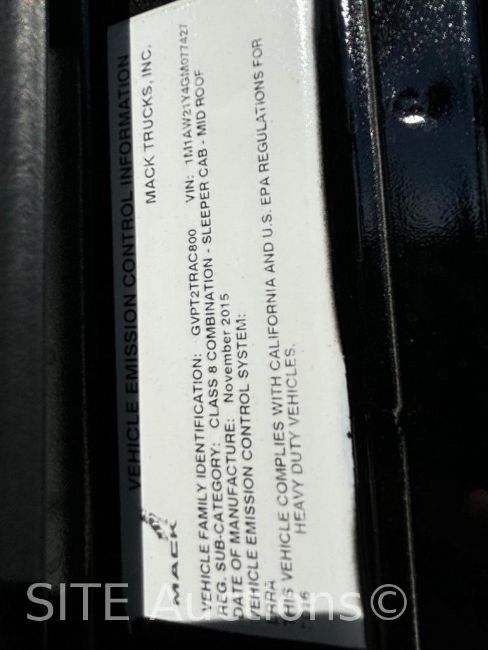 VEHICLE EMISSION CONTROL INFORMATION
MACK
MACK TRUCKS, INC.
VEHICLE FAMILY IDENTIFICATION: GVPT2TRAC800 VIN: 1M1AW21Y4GM077427
REG. SUB-CATEGORY: CLASS 8 COMBINATION - SLEEPER CAB - MID ROOF
DATE OF MANUFACTURE: November 2015
VEHICLE EMISSION CONTROL SYSTEM:
THIS VEHICLE COMPLIES WITH CALIFORNIA AND U.S. EPA REGULATIONS FOR
HEAVY DUTY VEHICLES.
SITE Auctions©